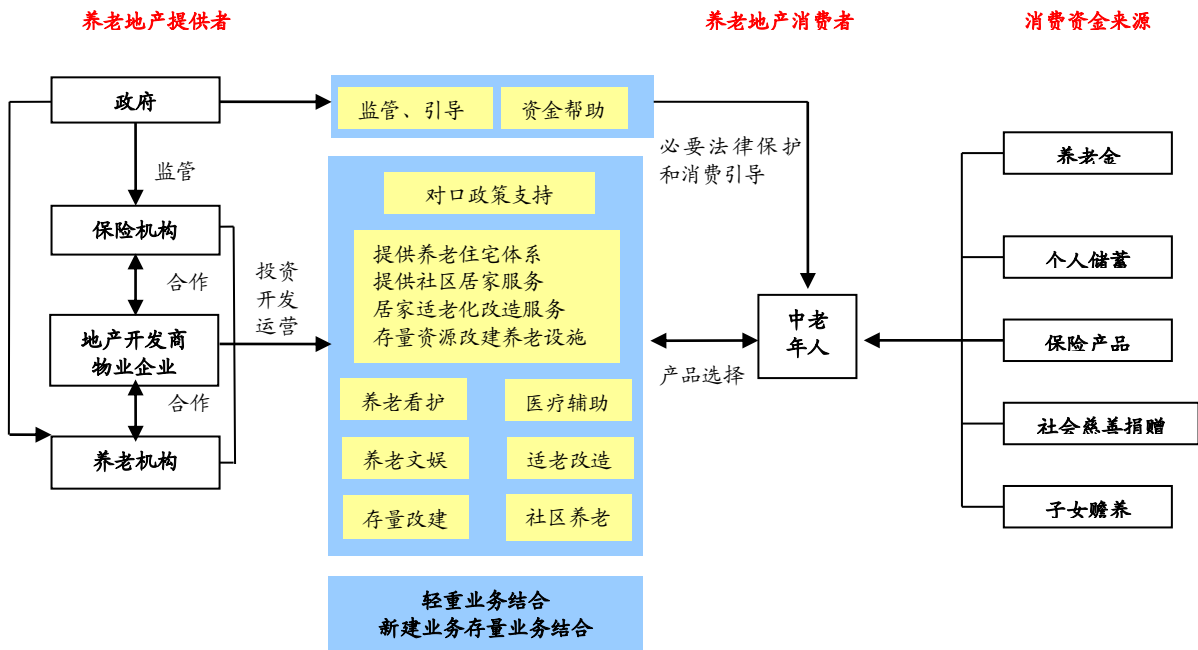 养老地产提供者
养老地产消费者
消费资金来源
政府
监管、引导
资金帮助
必要法律保护
和消费引导
监管
保险机构
合作
地产开发商
物业企业
合作
养老机构
投资
开发
运营
对口政策支持
提供养老住宅体系
提供社区居家服务
居家适老化改造服务
存量资源改建养老设施
养老看护
医疗辅助
养老文娱
适老改造
存量改建
社区养老
轻重业务结合
新建业务存量业务结合
中老
年人
产品选择
养老金
个人储蓄
保险产品
社会慈善捐赠
子女赡养